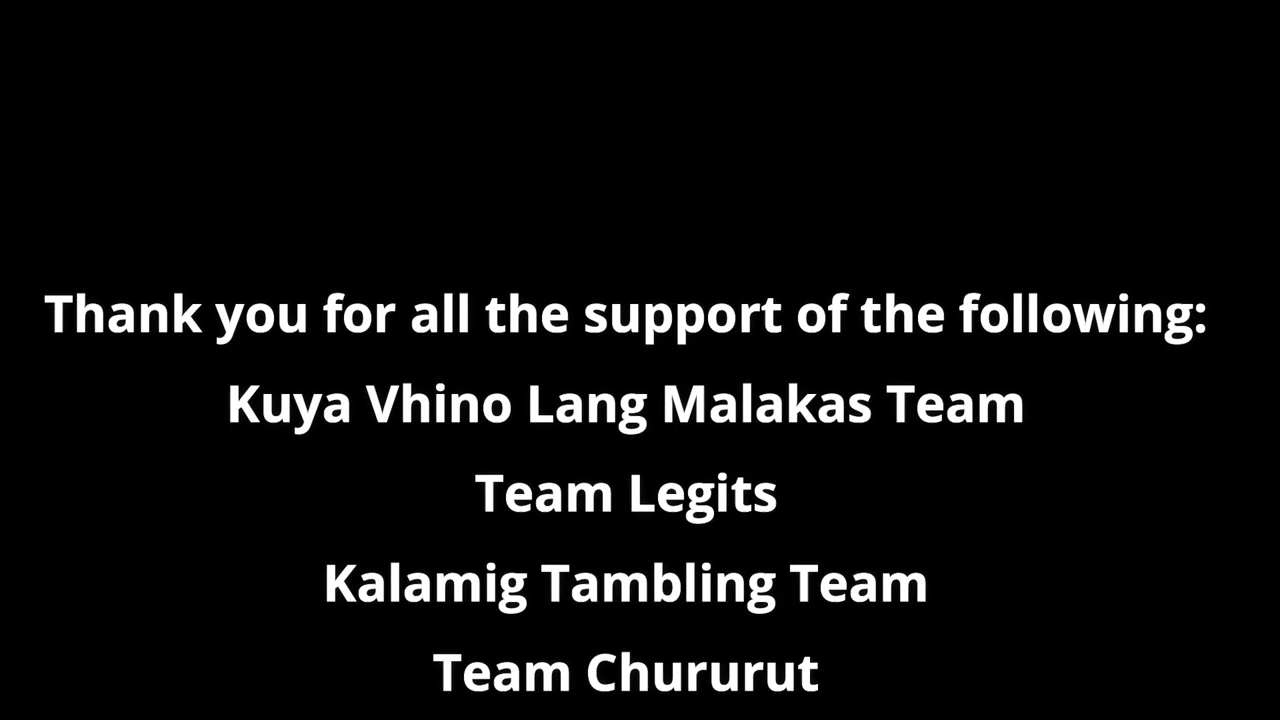 Thank you for all the support of the following:
Kuya Vhino Lang Malakas Team
Team Legits
Kalamig Tambling Team
Team Chururut